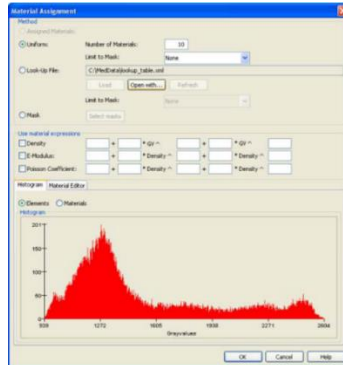 Material Assignment
Method
Assigned Materials
Uniform: Number of Materials: 10
Limit to Mask: None
Look-Up File: C:\MedData\lookup_table.xml
Load Open with... Refresh
Limit to Mask: None
Mask Select masks
Use material expressions
Density + * GV ^ + * GV ^
E-Modulus: + * Density ^ + * Density ^
Poisson Coefficient: + * Density ^ + * Density ^
Histogram Material Editor
Elements Materials
Histogram
201
150
100
50
0
1272 1605 1938 2271 2604
Grayvalues
OK Cancel Help